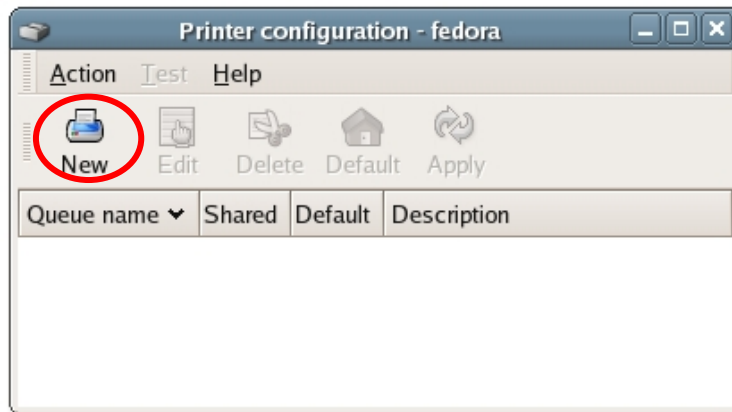 Printer configuration - fedora
Action Test Help
New Edit Delete Default Apply
Queue name Shared Default Description